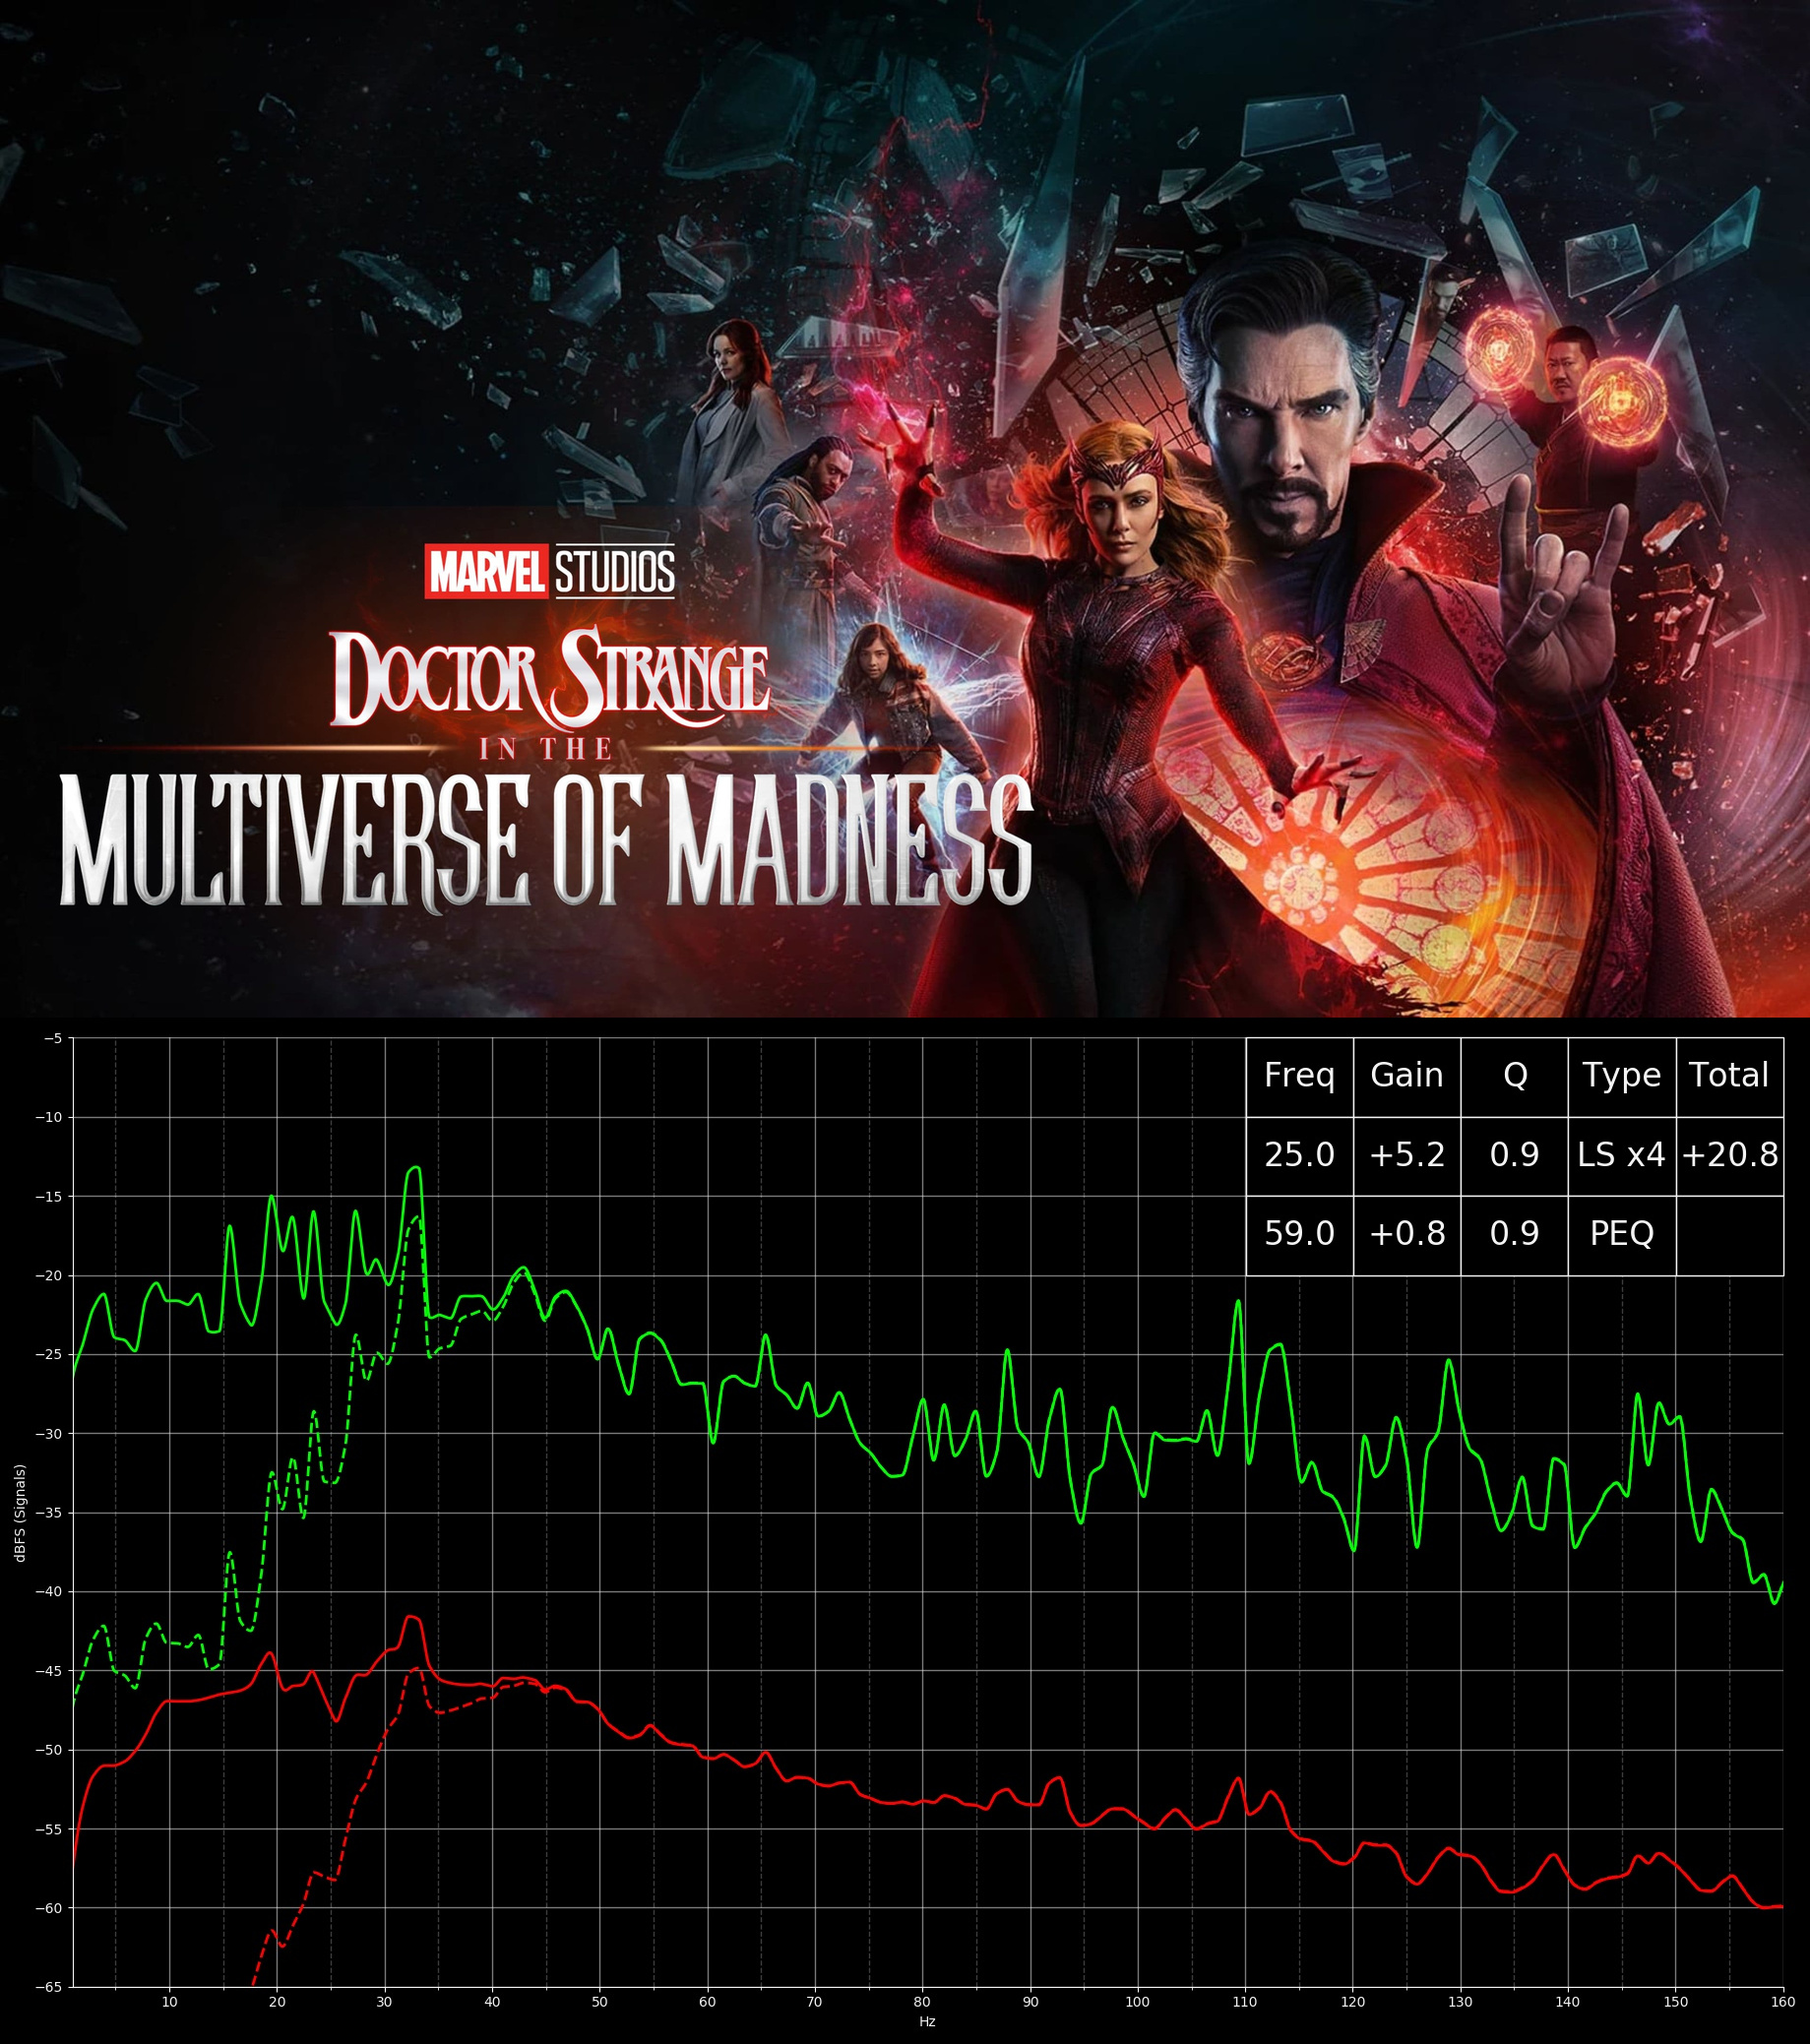 MARVEL STUDIOS
DOCTOR STRANGE
IN THE
MULTIVERSE OF MADNESS
Freq Gain Q Type Total
25.0 +5.2 0.9 LS x4 +20.8
59.0 +0.8 0.9 PEQ
−5
−10
−15
−20
−25
−30
−35
−40
−45
−50
−55
−60
−65
dBFS (Signals)
10 20 30 40 50 60 70 80 90 100 110 120 130 140 150 160
Hz